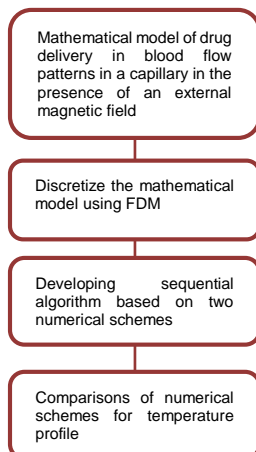 Mathematical model of drug
delivery in blood flow
patterns in a capillary in the
presence of an external
magnetic field
Discretize the mathematical
model using FDM
Developing sequential
algorithm based on two
numerical schemes
Comparisons of numerical
schemes for temperature
profile